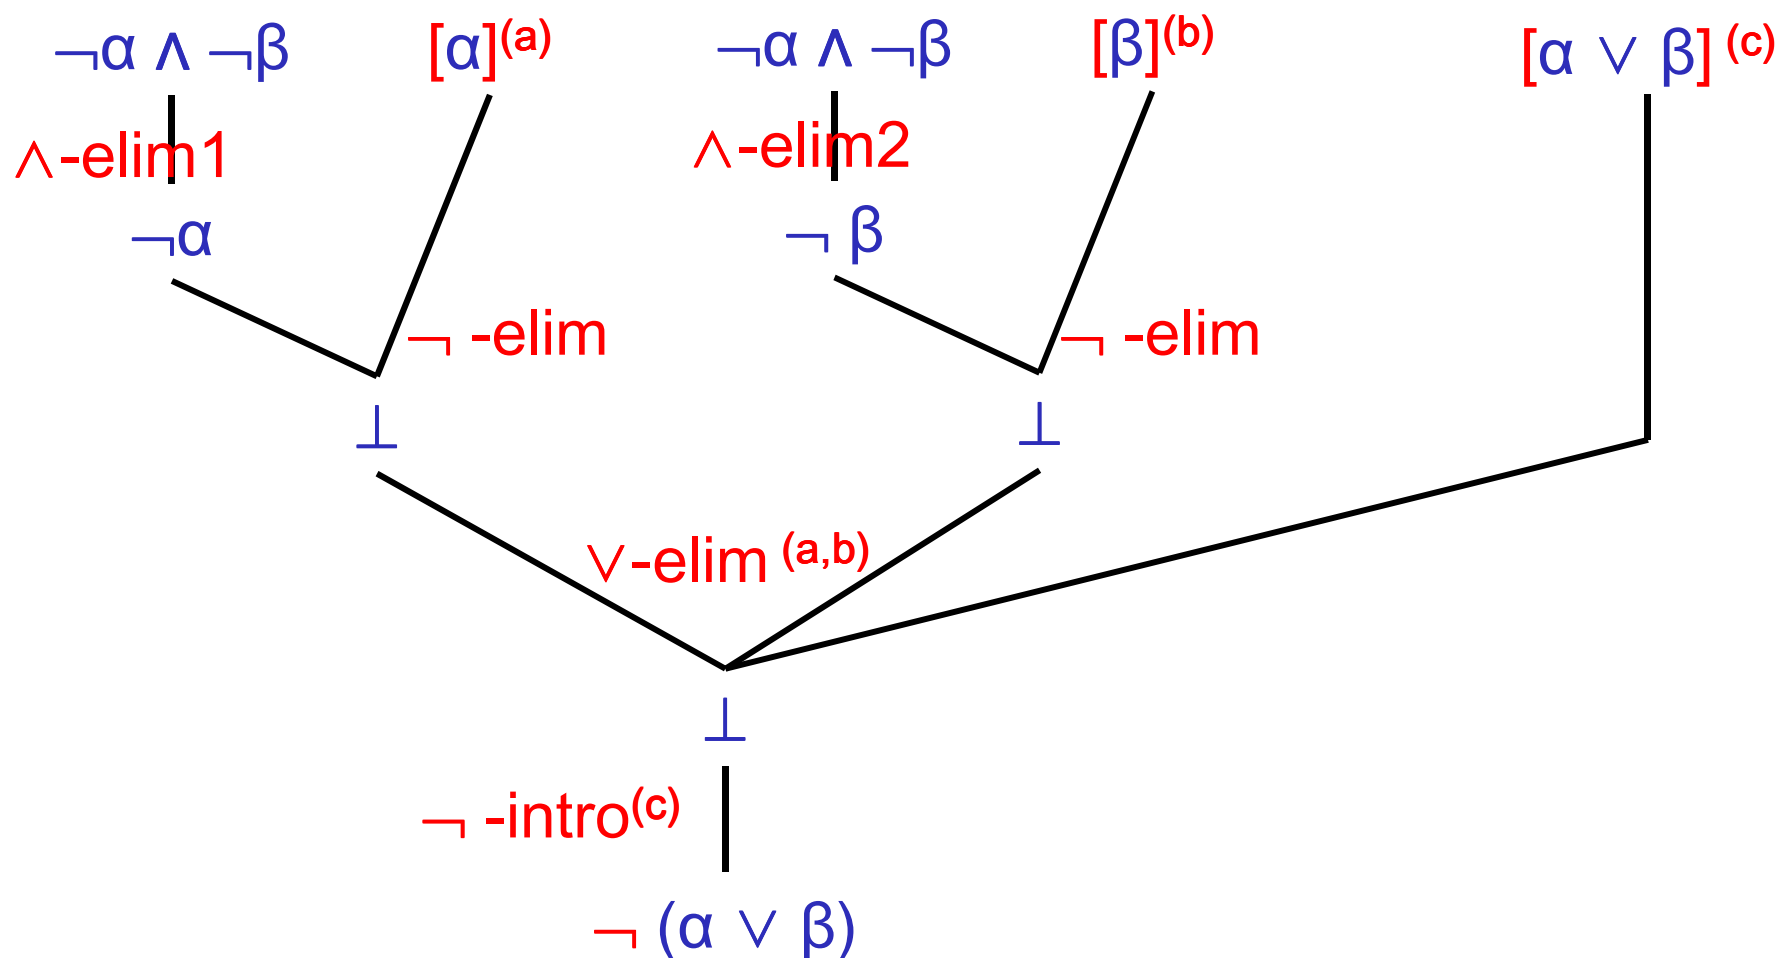 ¬α ∧ ¬β [α](a) ¬α ∧ ¬β [β](b) [α ∨ β] (c)
∧-elim1 ∧-elim2
¬α ¬ β
¬ -elim ¬ -elim
⊥ ⊥
∨-elim (a,b)
⊥
¬ -intro(c)
¬ (α ∨ β)